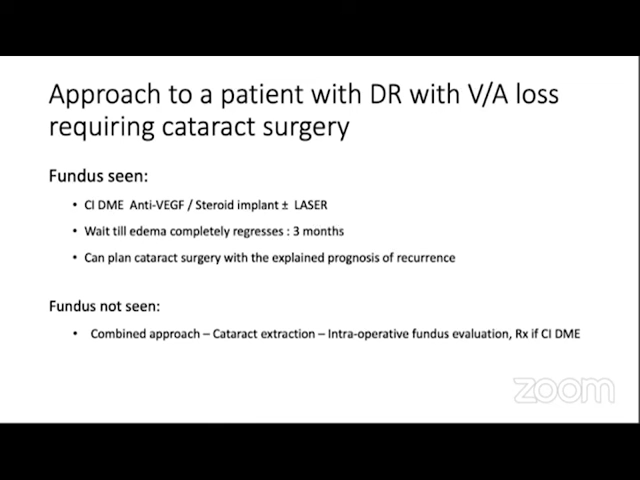 Approach to a patient with DR with V/A loss
requiring cataract surgery
Fundus seen:
• CI DME Anti-VEGF / Steroid implant ± LASER
• Wait till edema completely regresses : 3 months
• Can plan cataract surgery with the explained prognosis of recurrence
Fundus not seen:
• Combined approach – Cataract extraction – Intra-operative fundus evaluation, Rx if CI DME
zoom